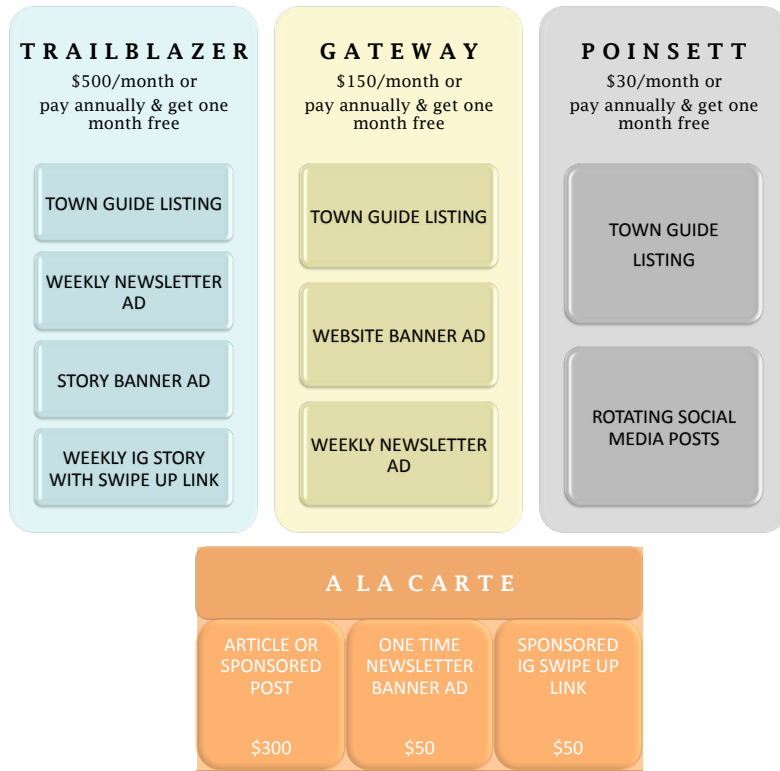 TRAILBLAZER
$500/month or
pay annually & get one
month free
TOWN GUIDE LISTING
WEEKLY NEWSLETTER
AD
STORY BANNER AD
WEEKLY IG STORY
WITH SWIPE UP LINK
GATEWAY
$150/month or
pay annually & get one
month free
TOWN GUIDE LISTING
WEBSITE BANNER AD
WEEKLY NEWSLETTER
AD
POINSETT
$30/month or
pay annually & get one
month free
TOWN GUIDE
LISTING
ROTATING SOCIAL
MEDIA POSTS
A LA CARTE
ARTICLE OR
SPONSORED
POST
$300
ONE TIME
NEWSLETTER
BANNER AD
$50
SPONSORED
IG SWIPE UP
LINK
$50